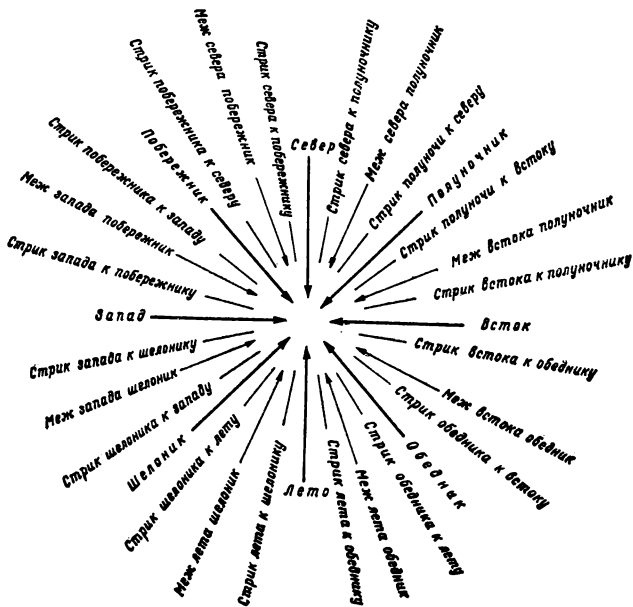 Север
Стрик севера к полуночнику
Меж севера полуночник
Стрик полуночи к северу
Полуночник
Стрик полуночи к встоку
Меж встока полуночник
Стрик встока к полуночнику
Всток
Стрик встока к обеднику
Меж встока обедник
Стрик обедника к встоку
Обедник
Стрик обедника к лету
Меж лета обедник
Стрик лета к обеднику
Лето
Стрик лета к шелонику
Меж лета шелоник
Стрик шелоника к лету
Шелоник
Стрик шелоника к западу
Меж запада шелоник
Стрик запада к шелонику
Запад
Стрик запада к побережнику
Меж запада побережник
Стрик побережника к западу
Побережник
Стрик побережника к северу
Меж севера побережник
Стрик севера к побережнику